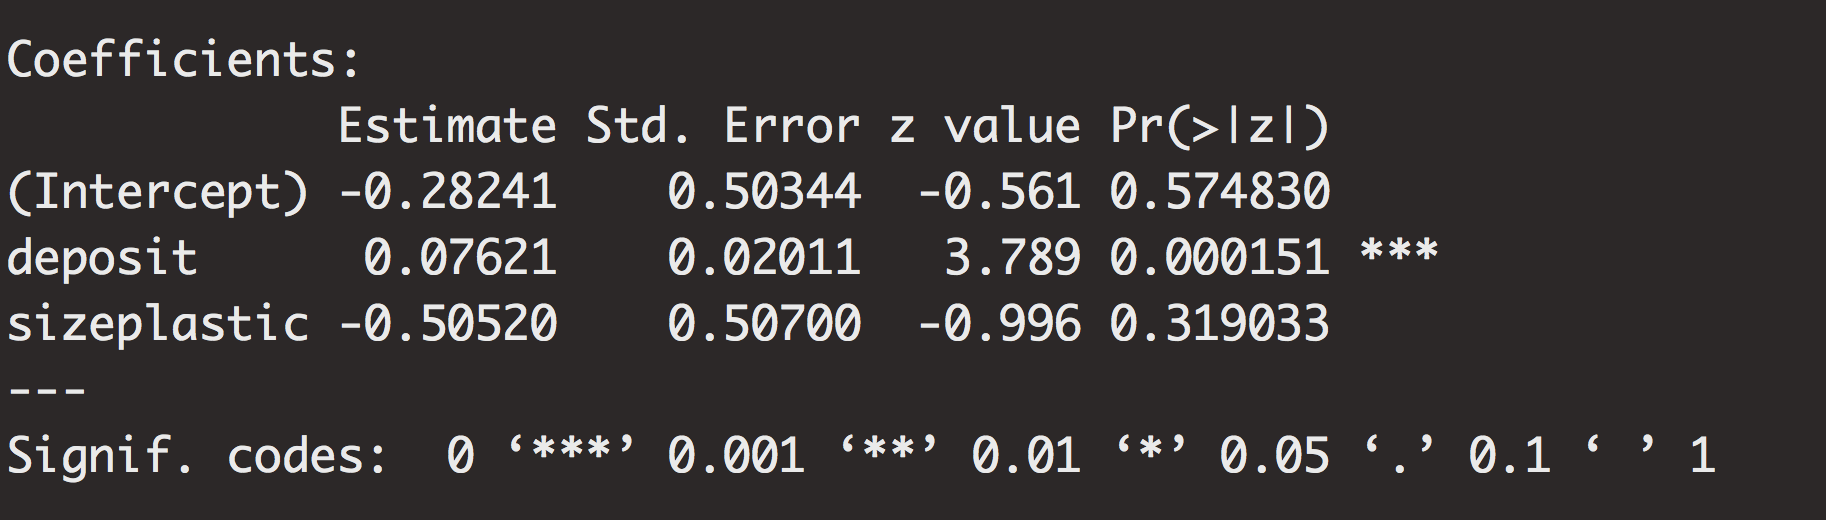 Coefficients:
            Estimate Std. Error z value Pr(>|z|)
(Intercept) -0.28241    0.50344  -0.561 0.574830
deposit      0.07621    0.02011   3.789 0.000151 ***
sizeplastic -0.50520    0.50700  -0.996 0.319033
---
Signif. codes:  0 ‘***’ 0.001 ‘**’ 0.01 ‘*’ 0.05 ‘.’ 0.1 ‘ ’ 1